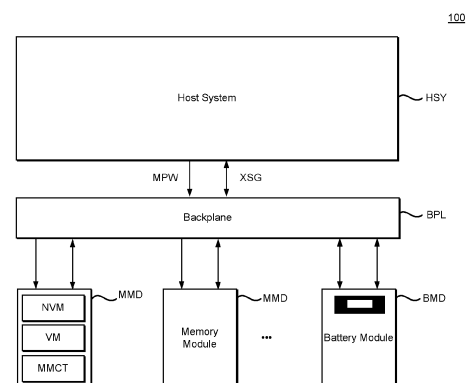 100
Host System
HSY
MPW
XSG
Backplane
BPL
NVM
VM
MMCT
MMD
Memory
Module
MMD
...
Battery Module
BMD